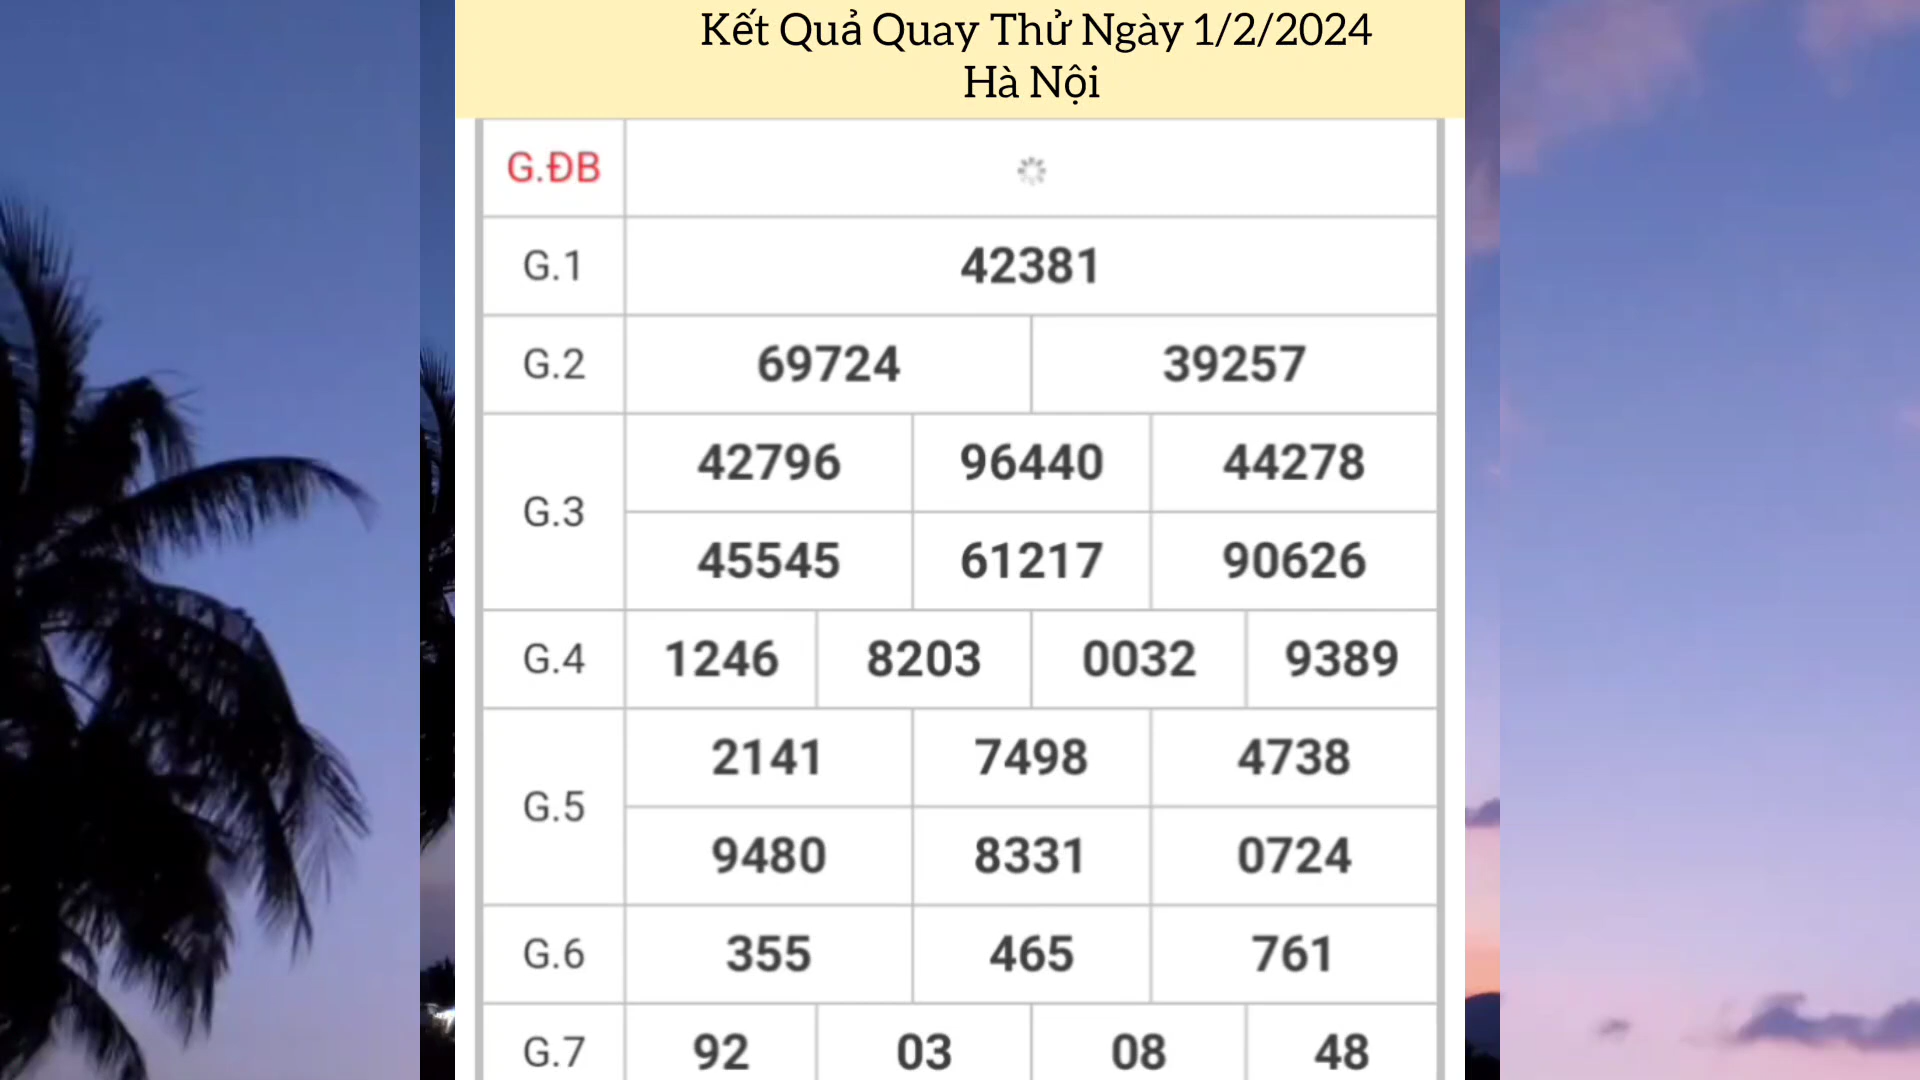 Kết Quả Quay Thử Ngày 1/2/2024
Hà Nội
G.ĐB
G.1 42381
G.2 69724 39257
G.3
42796 96440 44278
45545 61217 90626
G.4 1246 8203 0032 9389
G.5
2141 7498 4738
9480 8331 0724
G.6 355 465 761
G.7 92 03 08 48